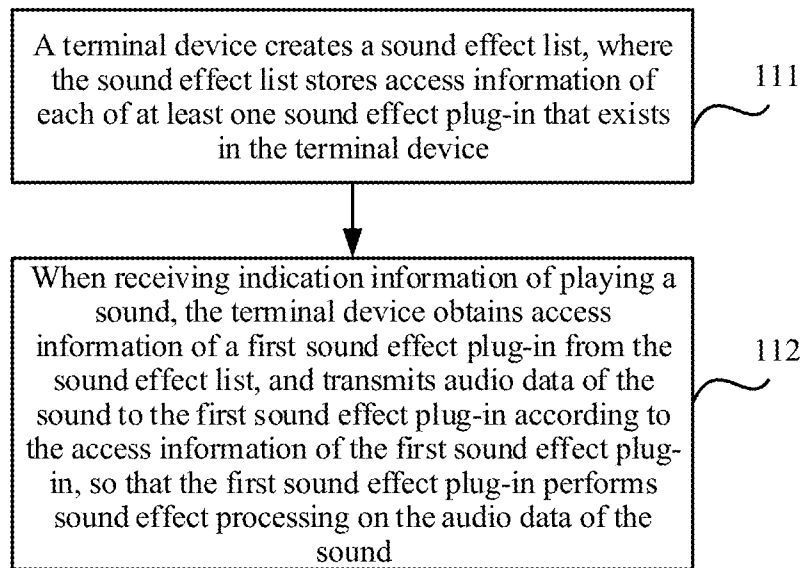 A terminal device creates a sound effect list, where
the sound effect list stores access information of
each of at least one sound effect plug-in that exists
in the terminal device
111
When receiving indication information of playing a
sound, the terminal device obtains access
information of a first sound effect plug-in from the
sound effect list, and transmits audio data of the
sound to the first sound effect plug-in according to
the access information of the first sound effect plug-
in, so that the first sound effect plug-in performs
sound effect processing on the audio data of the
sound
112